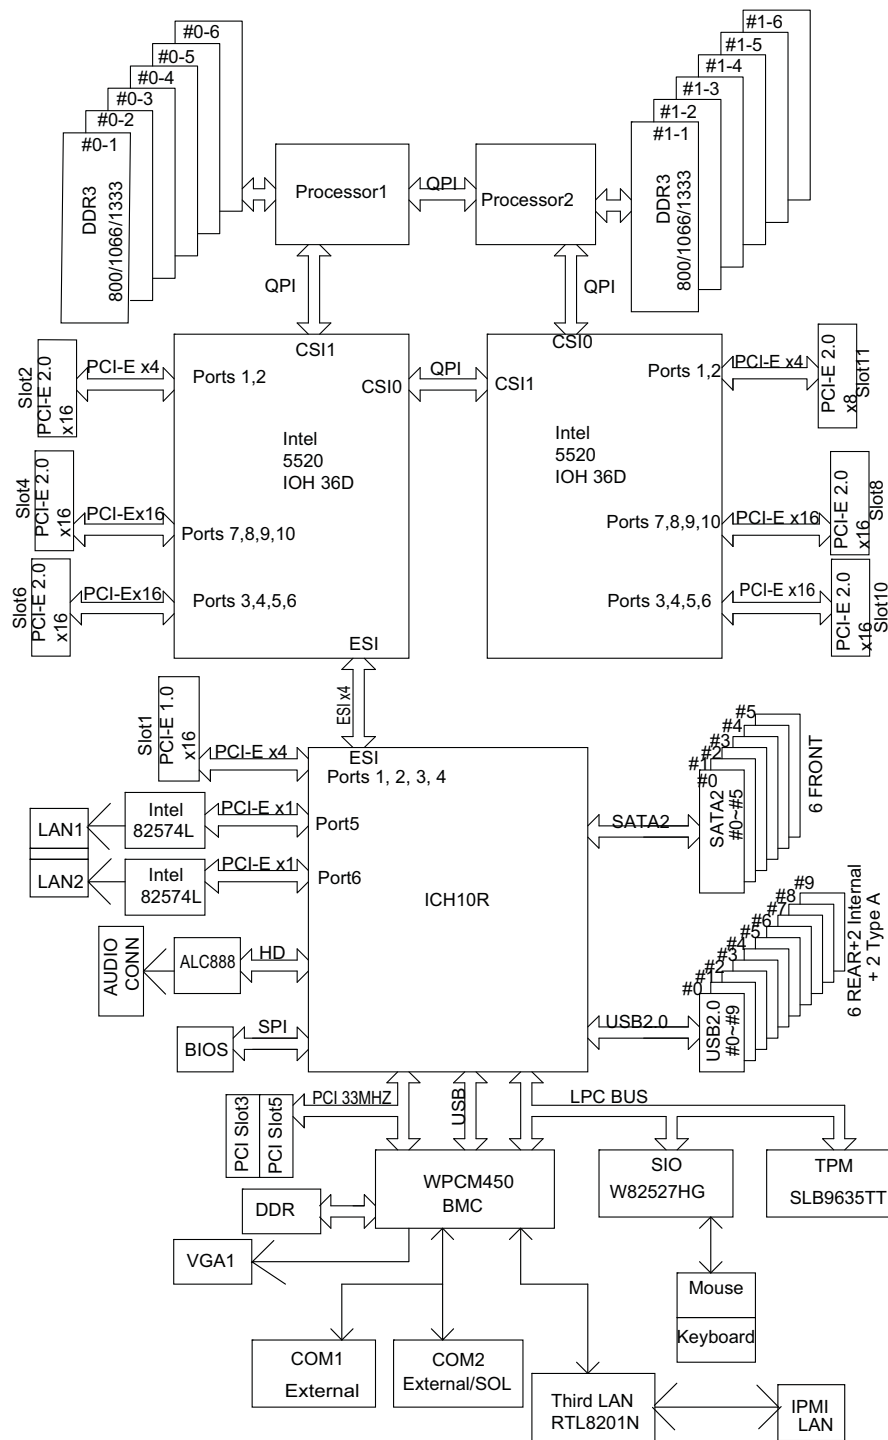 #0-6
#0-5
#0-4
#0-3
#0-2
#0-1
DDR3
800/1066/1333
#1-6
#1-5
#1-4
#1-3
#1-2
#1-1
DDR3
800/1066/1333
Processor1
QPI
Processor2
QPI
QPI
Slot2
PCI-E 2.0
x16
PCI-E x4
Ports 1,2
CSI1
CSI0
QPI
CSI0
CSI1
Ports 1,2
PCI-E x4
PCI-E 2.0
x8
Slot11
Intel
5520
IOH 36D
Intel
5520
IOH 36D
Slot4
PCI-E 2.0
x16
PCI-Ex16
Ports 7,8,9,10
Ports 7,8,9,10
PCI-E x16
PCI-E 2.0
x16
Slot8
Slot6
PCI-E 2.0
x16
PCI-Ex16
Ports 3,4,5,6
Ports 3,4,5,6
PCI-E x16
PCI-E 2.0
x16
Slot10
ESI
ESI x4
Slot1
PCI-E 1.0
x16
PCI-E x4
ESI
Ports 1, 2, 3, 4
LAN1
Intel
82574L
PCI-E x1
Port5
LAN2
Intel
82574L
PCI-E x1
Port6
ICH10R
SATA2
#5
#4
#3
#2
#1
#0
SATA2
#0~#5
6 FRONT
AUDIO
CONN
ALC888
HD
BIOS
SPI
USB2.0
#9
#8
#7
#6
#5
#4
#3
#2
#1
#0
USB2.0
#0~#9
6 REAR+2 Internal
+ 2 Type A
PCI Slot3
PCI Slot5
PCI 33MHZ
USB
LPC BUS
WPCM450
BMC
SIO
W82527HG
TPM
SLB9635TT
DDR
VGA1
Mouse
Keyboard
COM1
External
COM2
External/SOL
Third LAN
RTL8201N
IPMI
LAN